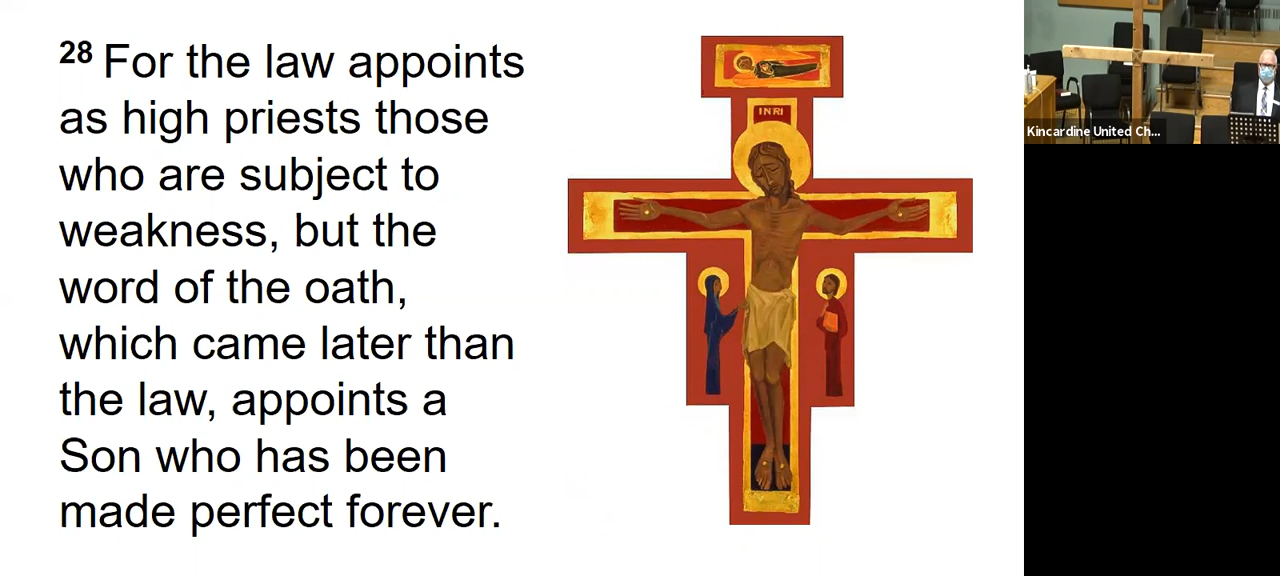 28 For the law appoints
as high priests those
who are subject to
weakness, but the
word of the oath,
which came later than
the law, appoints a
Son who has been
made perfect forever.
INRI
Kincardine United Ch...